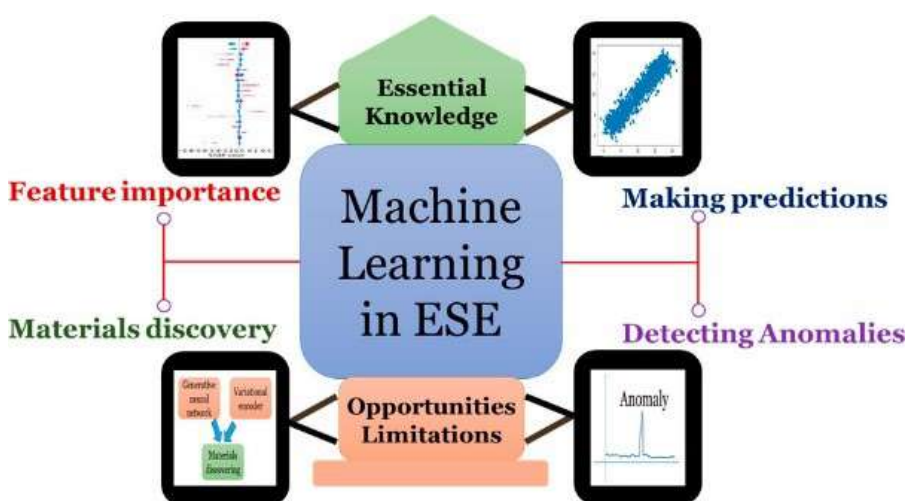 Essential
Knowledge
Feature importance
Machine
Learning
in ESE
Making predictions
Materials discovery
Detecting Anomalies
Generative
neural
network
Variational
encoder
Materials
discovering
Opportunities
Limitations
Anomaly